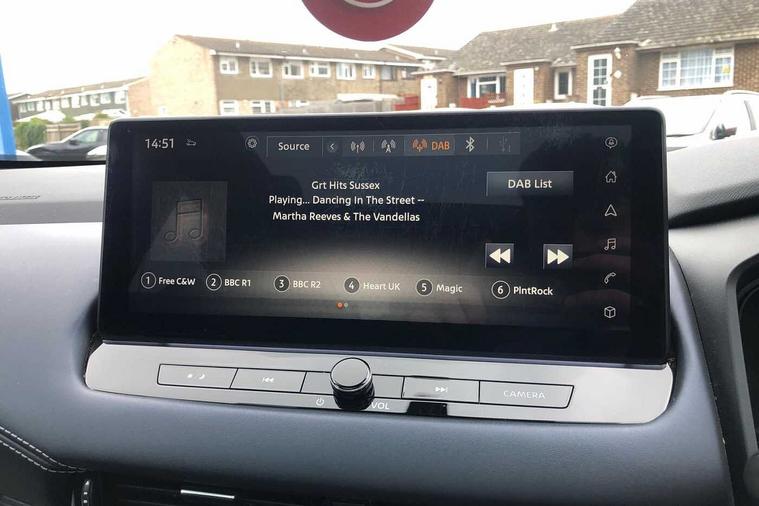 14:51
Source
DAB
Grt Hits Sussex
DAB List
Playing... Dancing In The Street --
Martha Reeves & The Vandellas
1 Free C&W
2 BBC R1
3 BBC R2
4 Heart UK
5 Magic
6 PlntRock
VOL
CAMERA